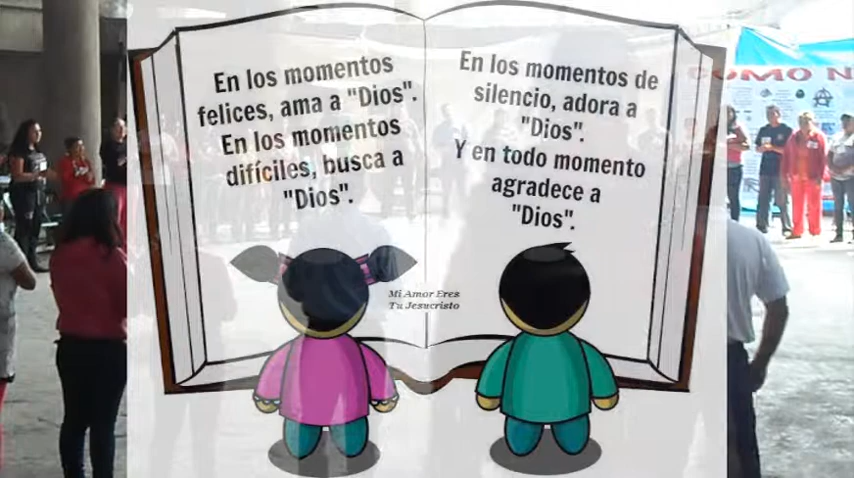 En los momentos
felices, ama a "Dios".
En los momentos
difíciles, busca a
"Dios".
En los momentos de
silencio, adora a
"Dios".
Y en todo momento
agradece a
"Dios".
Mi Amor Eres
Tu Jesucristo
OMO N